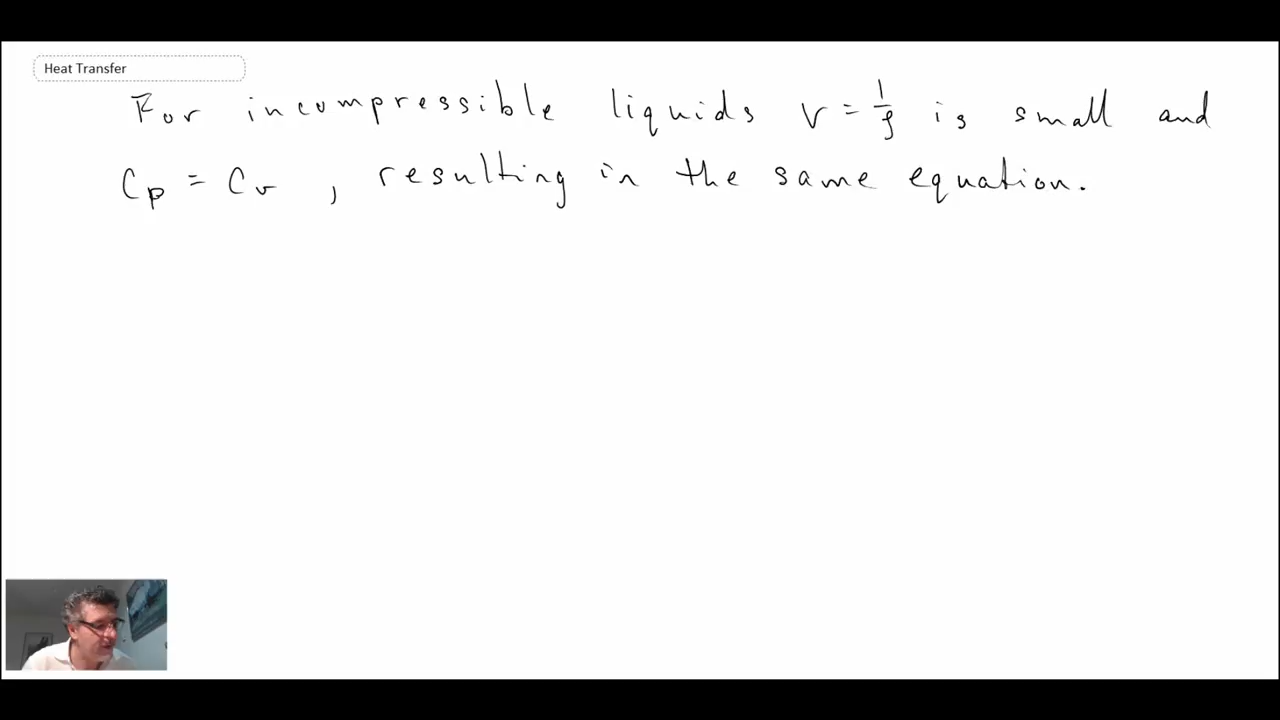 Heat Transfer
For incompressible liquids v = 1/ρ is small and
Cp = Cv , resulting in the same equation.